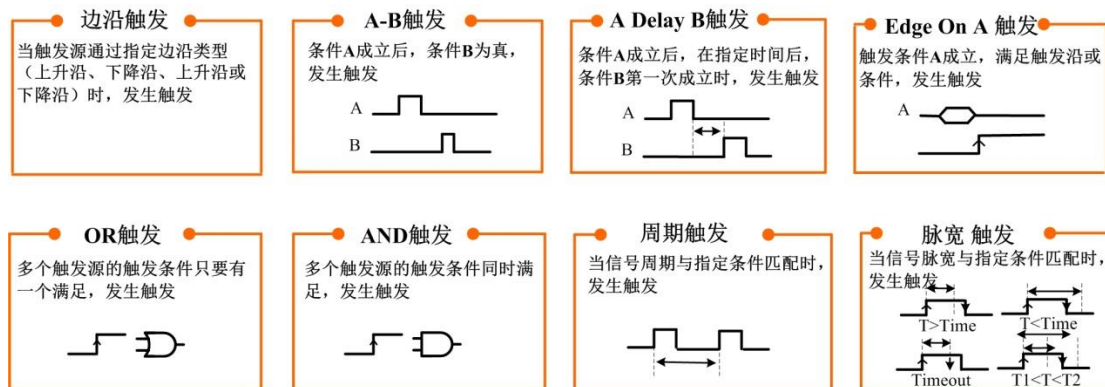 边沿触发
当触发源通过指定边沿类型
（上升沿、下降沿、上升沿或
下降沿）时，发生触发
A-B触发
条件A成立后，条件B为真，
发生触发
A
B
A Delay B触发
条件A成立后，在指定时间后，
条件B第一次成立时，发生触发
A
B
Edge On A 触发
触发条件A成立，满足触发沿或
条件，发生触发
A
OR触发
多个触发源的触发条件只要有
一个满足，发生触发
AND触发
多个触发源的触发条件同时满
足，发生触发
周期触发
当信号周期与指定条件匹配时，
发生触发
脉宽 触发
当信号脉宽与指定条件匹配时，
发生触发
T>Time
T<Time
Timeout
T1<T<T2